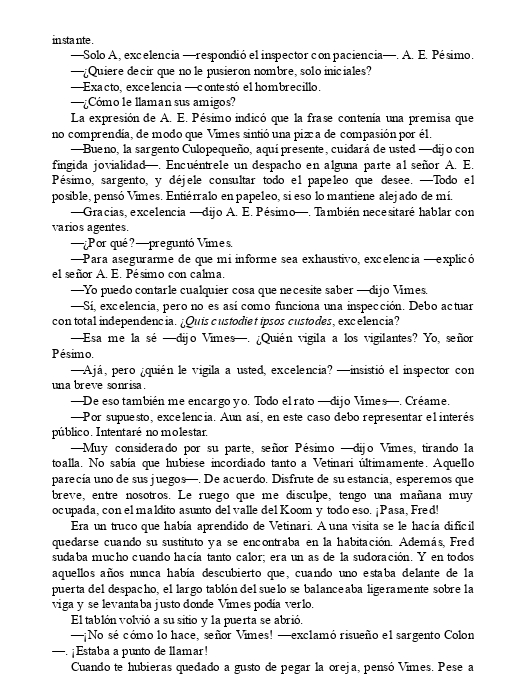 instante.
—Solo A, excelencia —respondió el inspector con paciencia—. A. E. Pésimo.
—¿Quiere decir que no le pusieron nombre, solo iniciales?
—Exacto, excelencia —contestó el hombrecillo.
—¿Cómo le llaman sus amigos?
La expresión de A. E. Pésimo indicó que la frase contenía una premisa que
no comprendía, de modo que Vimes sintió una pizca de compasión por él.
—Bueno, la sargento Culopequeño, aquí presente, cuidará de usted —dijo con
fingida jovialidad—. Encuéntrele un despacho en alguna parte al señor A. E.
Pésimo, sargento, y déjele consultar todo el papeleo que desee. —Todo el
posible, pensó Vimes. Entiérralo en papeleo, si eso lo mantiene alejado de mí.
—Gracias, excelencia —dijo A. E. Pésimo—. También necesitaré hablar con
varios agentes.
—¿Por qué? —preguntó Vimes.
—Para asegurarme de que mi informe sea exhaustivo, excelencia —explicó
el señor A. E. Pésimo con calma.
—Yo puedo contarle cualquier cosa que necesite saber —dijo Vimes.
—Sí, excelencia, pero no es así como funciona una inspección. Debo actuar
con total independencia. ¿Quis custodiet ipsos custodes, excelencia?
—Esa me la sé —dijo Vimes—. ¿Quién vigila a los vigilantes? Yo, señor
Pésimo.
—Ajá, pero ¿quién le vigila a usted, excelencia? —insistió el inspector con
una breve sonrisa.
—De eso también me encargo yo. Todo el rato —dijo Vimes—. Créame.
—Por supuesto, excelencia. Aun así, en este caso debo representar el interés
público. Intentaré no molestar.
—Muy considerado por su parte, señor Pésimo —dijo Vimes, tirando la
toalla. No sabía que hubiese incordiado tanto a Vetinari últimamente. Aquello
parecía uno de sus juegos—. De acuerdo. Disfrute de su estancia, esperemos que
breve, entre nosotros. Le ruego que me disculpe, tengo una mañana muy
ocupada, con el maldito asunto del valle del Koom y todo eso. ¡Pasa, Fred!
Era un truco que había aprendido de Vetinari. A una visita se le hacía difícil
quedarse cuando su sustituto ya se encontraba en la habitación. Además, Fred
sudaba mucho cuando hacía tanto calor; era un as de la sudoración. Y en todos
aquellos años nunca había descubierto que, cuando uno estaba delante de la
puerta del despacho, el largo tablón del suelo se balanceaba ligeramente sobre la
viga y se levantaba justo donde Vimes podía verlo.
El tablón volvió a su sitio y la puerta se abrió.
—¡No sé cómo lo hace, señor Vimes! —exclamó risueño el sargento Colon
—. ¡Estaba a punto de llamar!
Cuando te hubieras quedado a gusto de pegar la oreja, pensó Vimes. Pese a